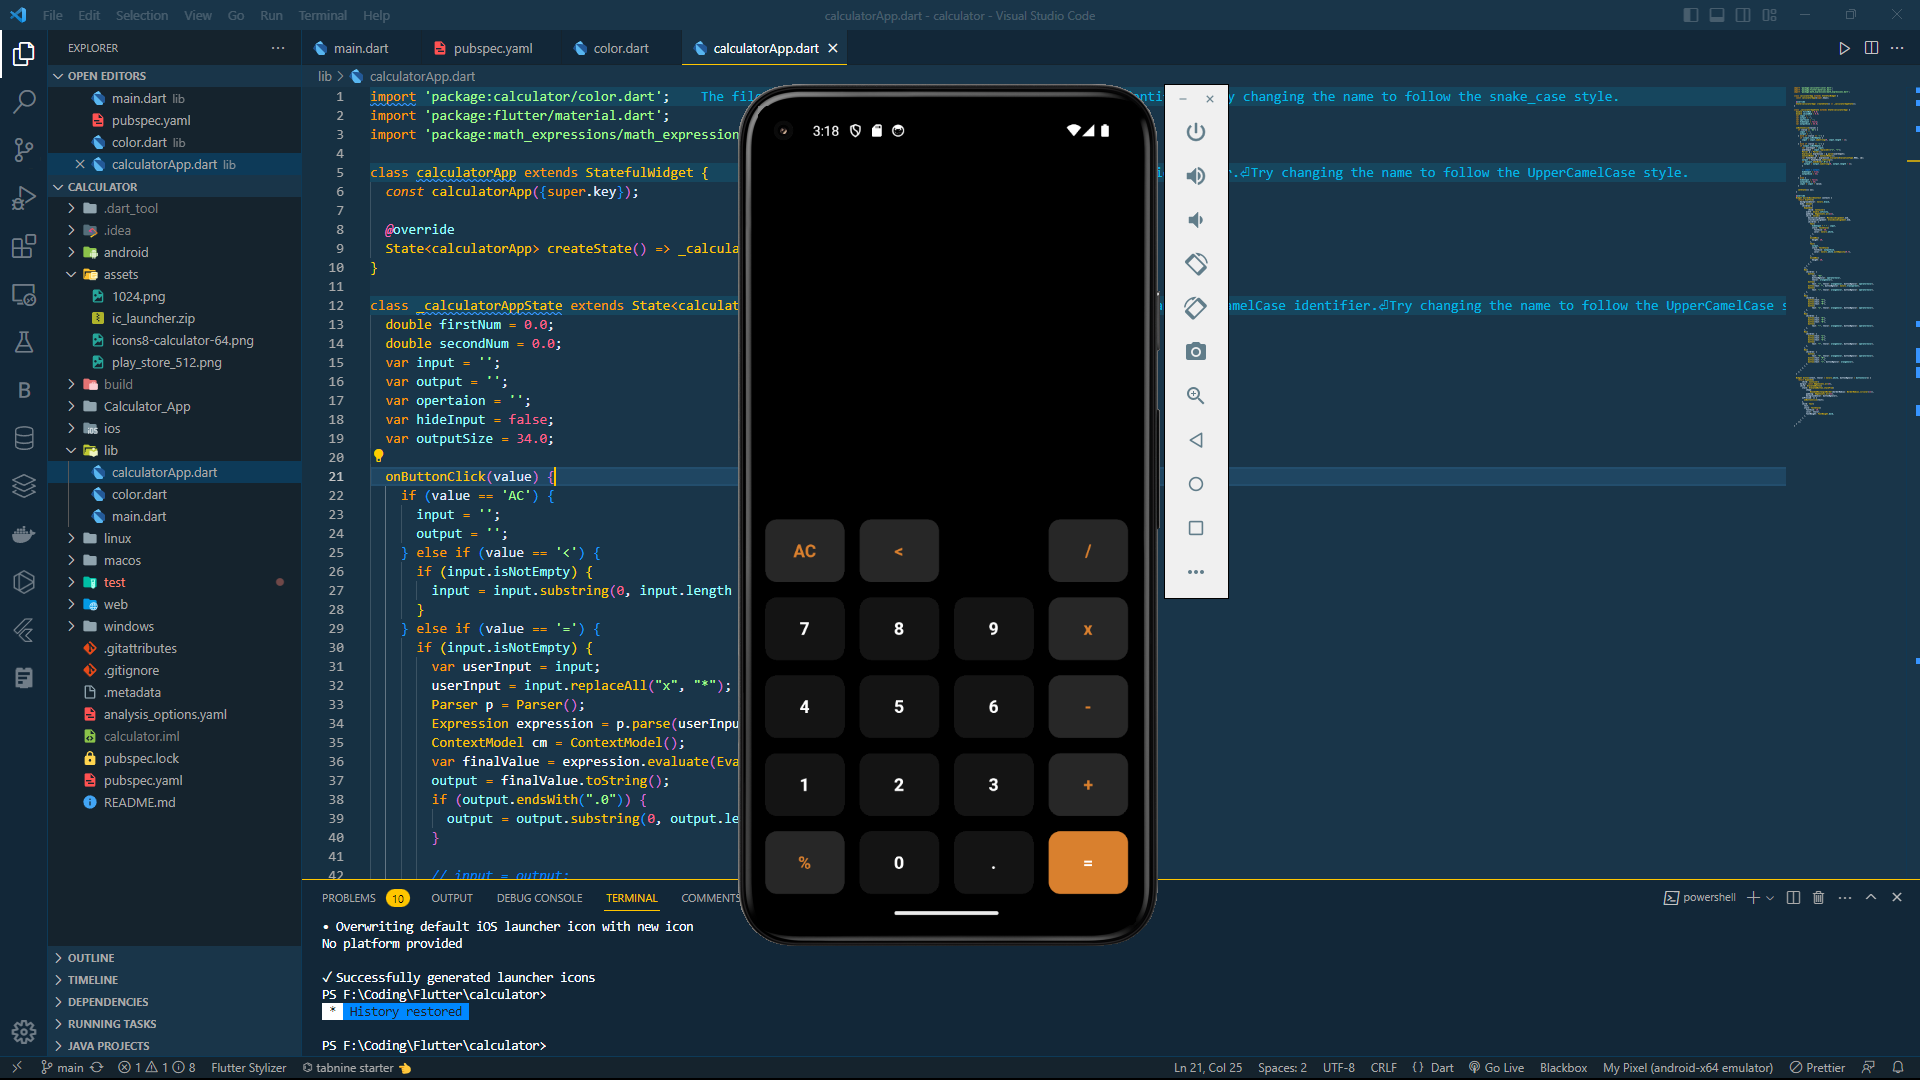 File Edit Selection View Go Run Terminal Help
calculatorApp.dart - calculator - Visual Studio Code
EXPLORER
OPEN EDITORS
main.dart lib
pubspec.yaml
color.dart lib
calculatorApp.dart lib
CALCULATOR
.dart_tool
.idea
android
assets
1024.png
ic_launcher.zip
icons8-calculator-64.png
play_store_512.png
build
Calculator_App
ios
lib
calculatorApp.dart
color.dart
main.dart
linux
macos
test
web
windows
.gitattributes
.gitignore
.metadata
analysis_options.yaml
calculator.iml
pubspec.lock
pubspec.yaml
README.md
OUTLINE
TIMELINE
DEPENDENCIES
RUNNING TASKS
JAVA PROJECTS
main.dart pubspec.yaml color.dart calculatorApp.dart
lib > calculatorApp.dart
1 import 'package:calculator/color.dart'; The file y changing the name to follow the snake_case style.
2 import 'package:flutter/material.dart';
3 import 'package:math_expressions/math_expression
4
5 class calculatorApp extends StatefulWidget { r.⏎Try changing the name to follow the UpperCamelCase style.
6 const calculatorApp({super.key});
7
8 @override
9 State<calculatorApp> createState() => _calcula
10 }
11
12 class _calculatorAppState extends State<calculat melCase identifier.⏎Try changing the name to follow the UpperCamelCase s
13 double firstNum = 0.0;
14 double secondNum = 0.0;
15 var input = '';
16 var output = '';
17 var opertaion = '';
18 var hideInput = false;
19 var outputSize = 34.0;
20
21 onButtonClick(value) {
22 if (value == 'AC') {
23 input = '';
24 output = '';
25 } else if (value == '<') {
26 if (input.isNotEmpty) {
27 input = input.substring(0, input.length
28 }
29 } else if (value == '=') {
30 if (input.isNotEmpty) {
31 var userInput = input;
32 userInput = input.replaceAll("x", "*");
33 Parser p = Parser();
34 Expression expression = p.parse(userInpu
35 ContextModel cm = ContextModel();
36 var finalValue = expression.evaluate(Eva
37 output = finalValue.toString();
38 if (output.endsWith(".0")) {
39 output = output.substring(0, output.le
40 }
41
42 // input = output;
3:18
AC < /
7 8 9 x
4 5 6 -
1 2 3 +
% 0 . =
PROBLEMS 10 OUTPUT DEBUG CONSOLE TERMINAL COMMENTS
powershell
• Overwriting default iOS launcher icon with new icon
No platform provided
✓ Successfully generated launcher icons
PS F:\Coding\Flutter\calculator>
* History restored
PS F:\Coding\Flutter\calculator>
main 1 1 8 Flutter Stylizer tabnine starter
Ln 21, Col 25 Spaces: 2 UTF-8 CRLF {} Dart Go Live Blackbox My Pixel (android-x64 emulator) Prettier